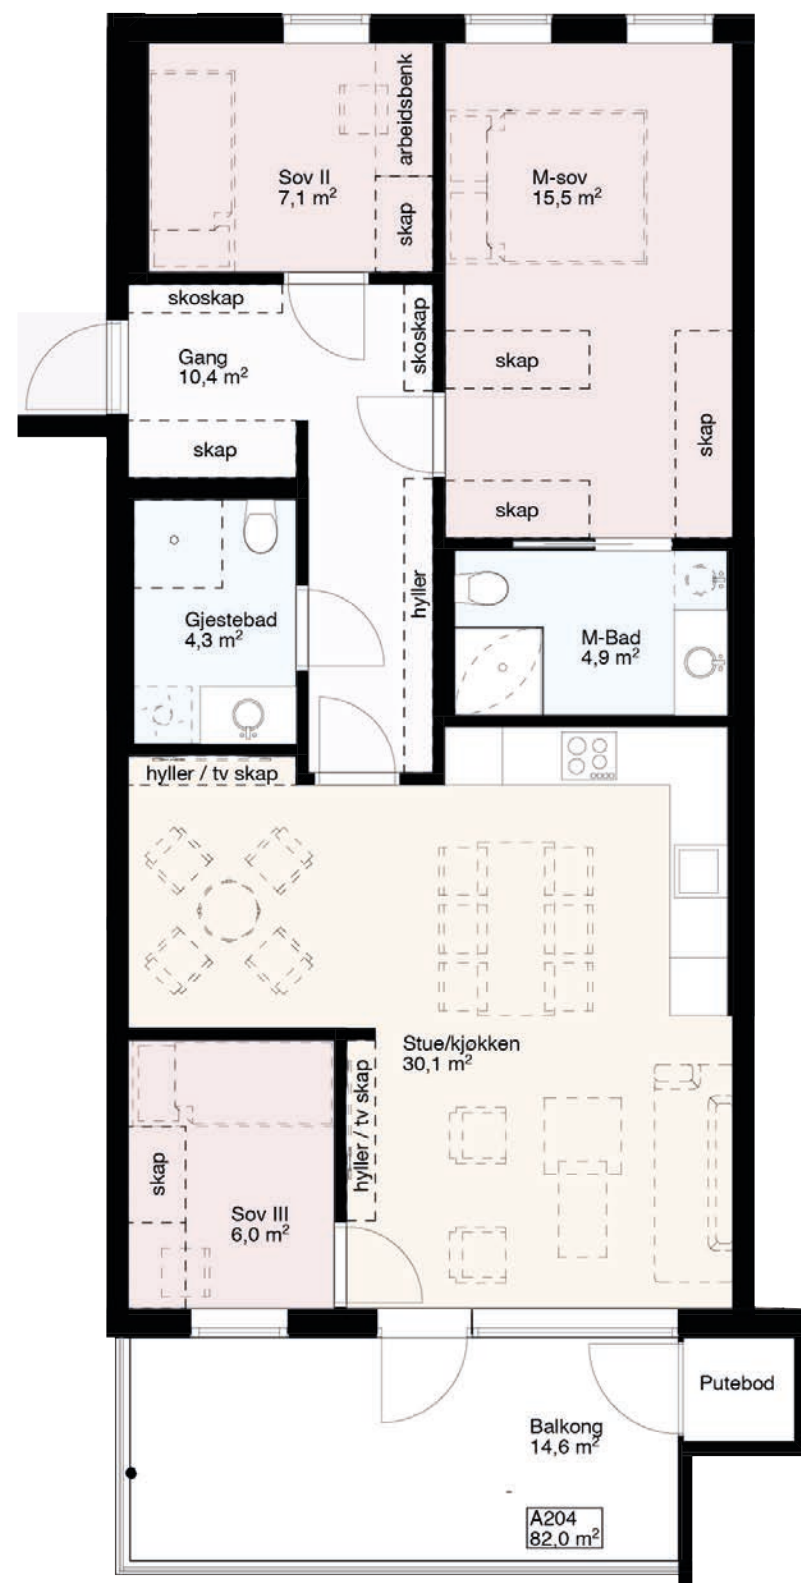 arbeidsbenk
Sov II
7,1 m²
skap
M-sov
15,5 m²
skoskap
skoskap
Gang
10,4 m²
skap
skap
skap
skap
hyller
Gjestebad
4,3 m²
M-Bad
4,9 m²
hyller / tv skap
Stue/kjøkken
30,1 m²
hyller / tv skap
skap
Sov III
6,0 m²
Putebod
Balkong
14,6 m²
A204
82,0 m²